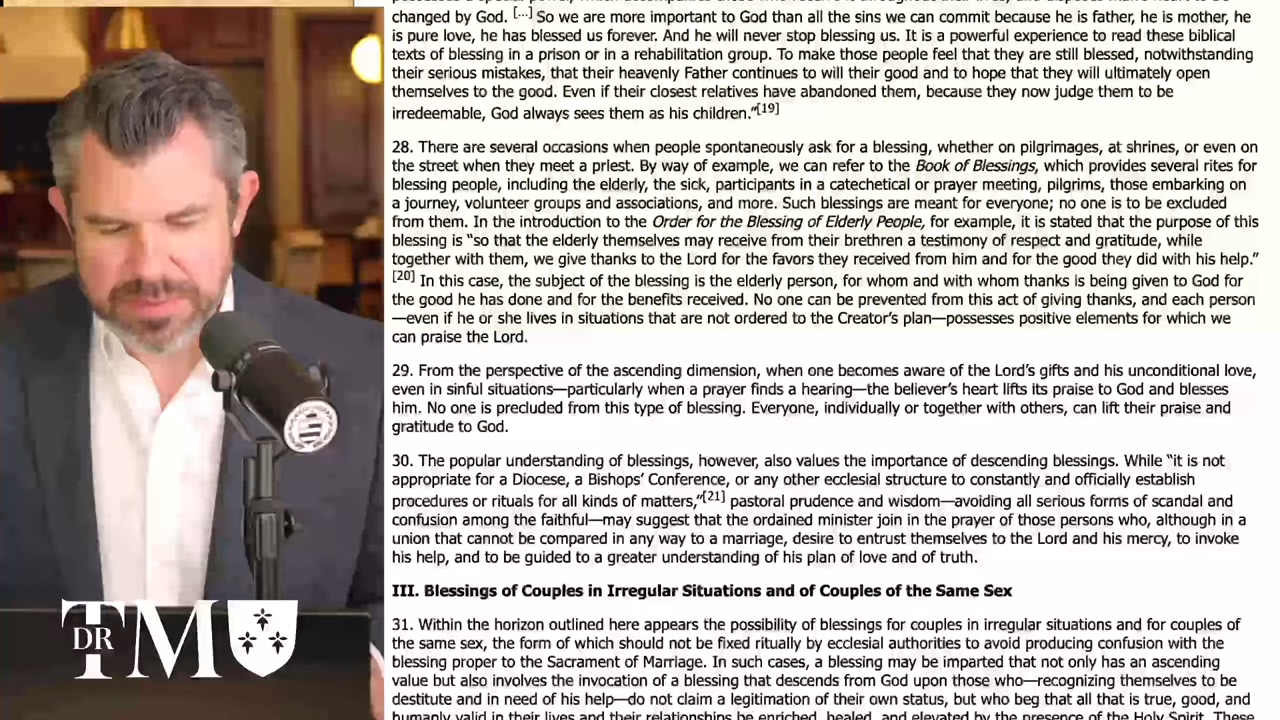 changed by God. [...] So we are more important to God than all the sins we can commit because he is father, he is mother, he
is pure love, he has blessed us forever. And he will never stop blessing us. It is a powerful experience to read these biblical
texts of blessing in a prison or in a rehabilitation group. To make those people feel that they are still blessed, notwithstanding
their serious mistakes, that their heavenly Father continues to will their good and to hope that they will ultimately open
themselves to the good. Even if their closest relatives have abandoned them, because they now judge them to be
irredeemable, God always sees them as his children.”[19]
28. There are several occasions when people spontaneously ask for a blessing, whether on pilgrimages, at shrines, or even on
the street when they meet a priest. By way of example, we can refer to the Book of Blessings, which provides several rites for
blessing people, including the elderly, the sick, participants in a catechetical or prayer meeting, pilgrims, those embarking on
a journey, volunteer groups and associations, and more. Such blessings are meant for everyone; no one is to be excluded
from them. In the introduction to the Order for the Blessing of Elderly People, for example, it is stated that the purpose of this
blessing is “so that the elderly themselves may receive from their brethren a testimony of respect and gratitude, while
together with them, we give thanks to the Lord for the favors they received from him and for the good they did with his help.”
[20] In this case, the subject of the blessing is the elderly person, for whom and with whom thanks is being given to God for
the good he has done and for the benefits received. No one can be prevented from this act of giving thanks, and each person
—even if he or she lives in situations that are not ordered to the Creator’s plan—possesses positive elements for which we
can praise the Lord.
29. From the perspective of the ascending dimension, when one becomes aware of the Lord’s gifts and his unconditional love,
even in sinful situations—particularly when a prayer finds a hearing—the believer’s heart lifts its praise to God and blesses
him. No one is precluded from this type of blessing. Everyone, individually or together with others, can lift their praise and
gratitude to God.
30. The popular understanding of blessings, however, also values the importance of descending blessings. While “it is not
appropriate for a Diocese, a Bishops’ Conference, or any other ecclesial structure to constantly and officially establish
procedures or rituals for all kinds of matters,”[21] pastoral prudence and wisdom—avoiding all serious forms of scandal and
confusion among the faithful—may suggest that the ordained minister join in the prayer of those persons who, although in a
union that cannot be compared in any way to a marriage, desire to entrust themselves to the Lord and his mercy, to invoke
his help, and to be guided to a greater understanding of his plan of love and of truth.
III. Blessings of Couples in Irregular Situations and of Couples of the Same Sex
31. Within the horizon outlined here appears the possibility of blessings for couples in irregular situations and for couples of
the same sex, the form of which should not be fixed ritually by ecclesial authorities to avoid producing confusion with the
blessing proper to the Sacrament of Marriage. In such cases, a blessing may be imparted that not only has an ascending
value but also involves the invocation of a blessing that descends from God upon those who—recognizing themselves to be
destitute and in need of his help—do not claim a legitimation of their own status, but who beg that all that is true, good, and
humanly valid in their lives and their relationships be enriched, healed, and elevated by the presence of the Holy Spirit. These
DR TM